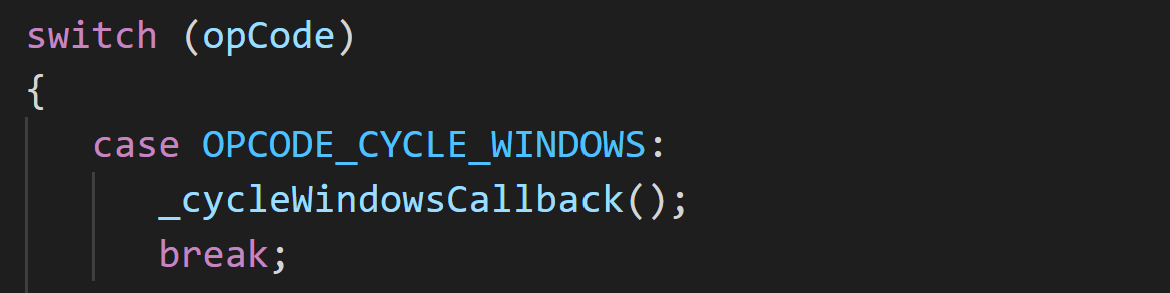 switch (opCode)
{
case OPCODE_CYCLE_WINDOWS:
_cycleWindowsCallback();
break;